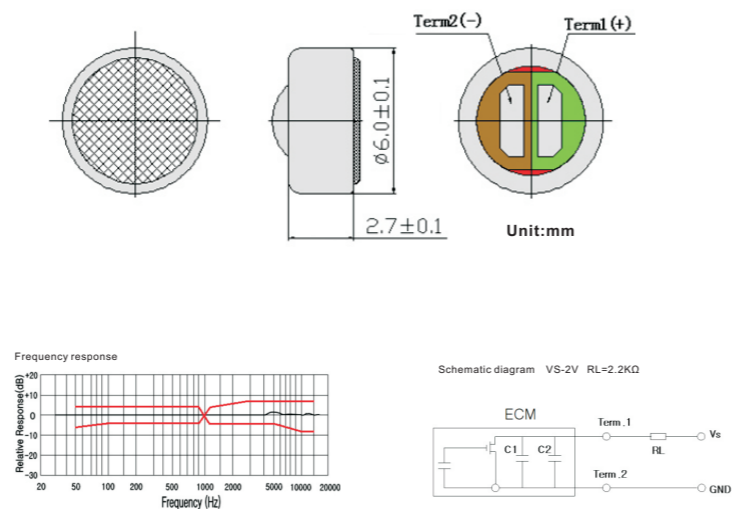 Term2(-)
Term1(+)
ø6.0±0.1
2.7±0.1
Unit:mm
Frequency response
Relative Response(dB)
+20
+10
0
-10
-20
-30
20 50 100 200 500 1000 2000 5000 10000 20000
Frequency (Hz)
Schematic diagram VS-2V RL=2.2KΩ
ECM
Term.1
C1 C2
RL
Vs
Term.2
GND